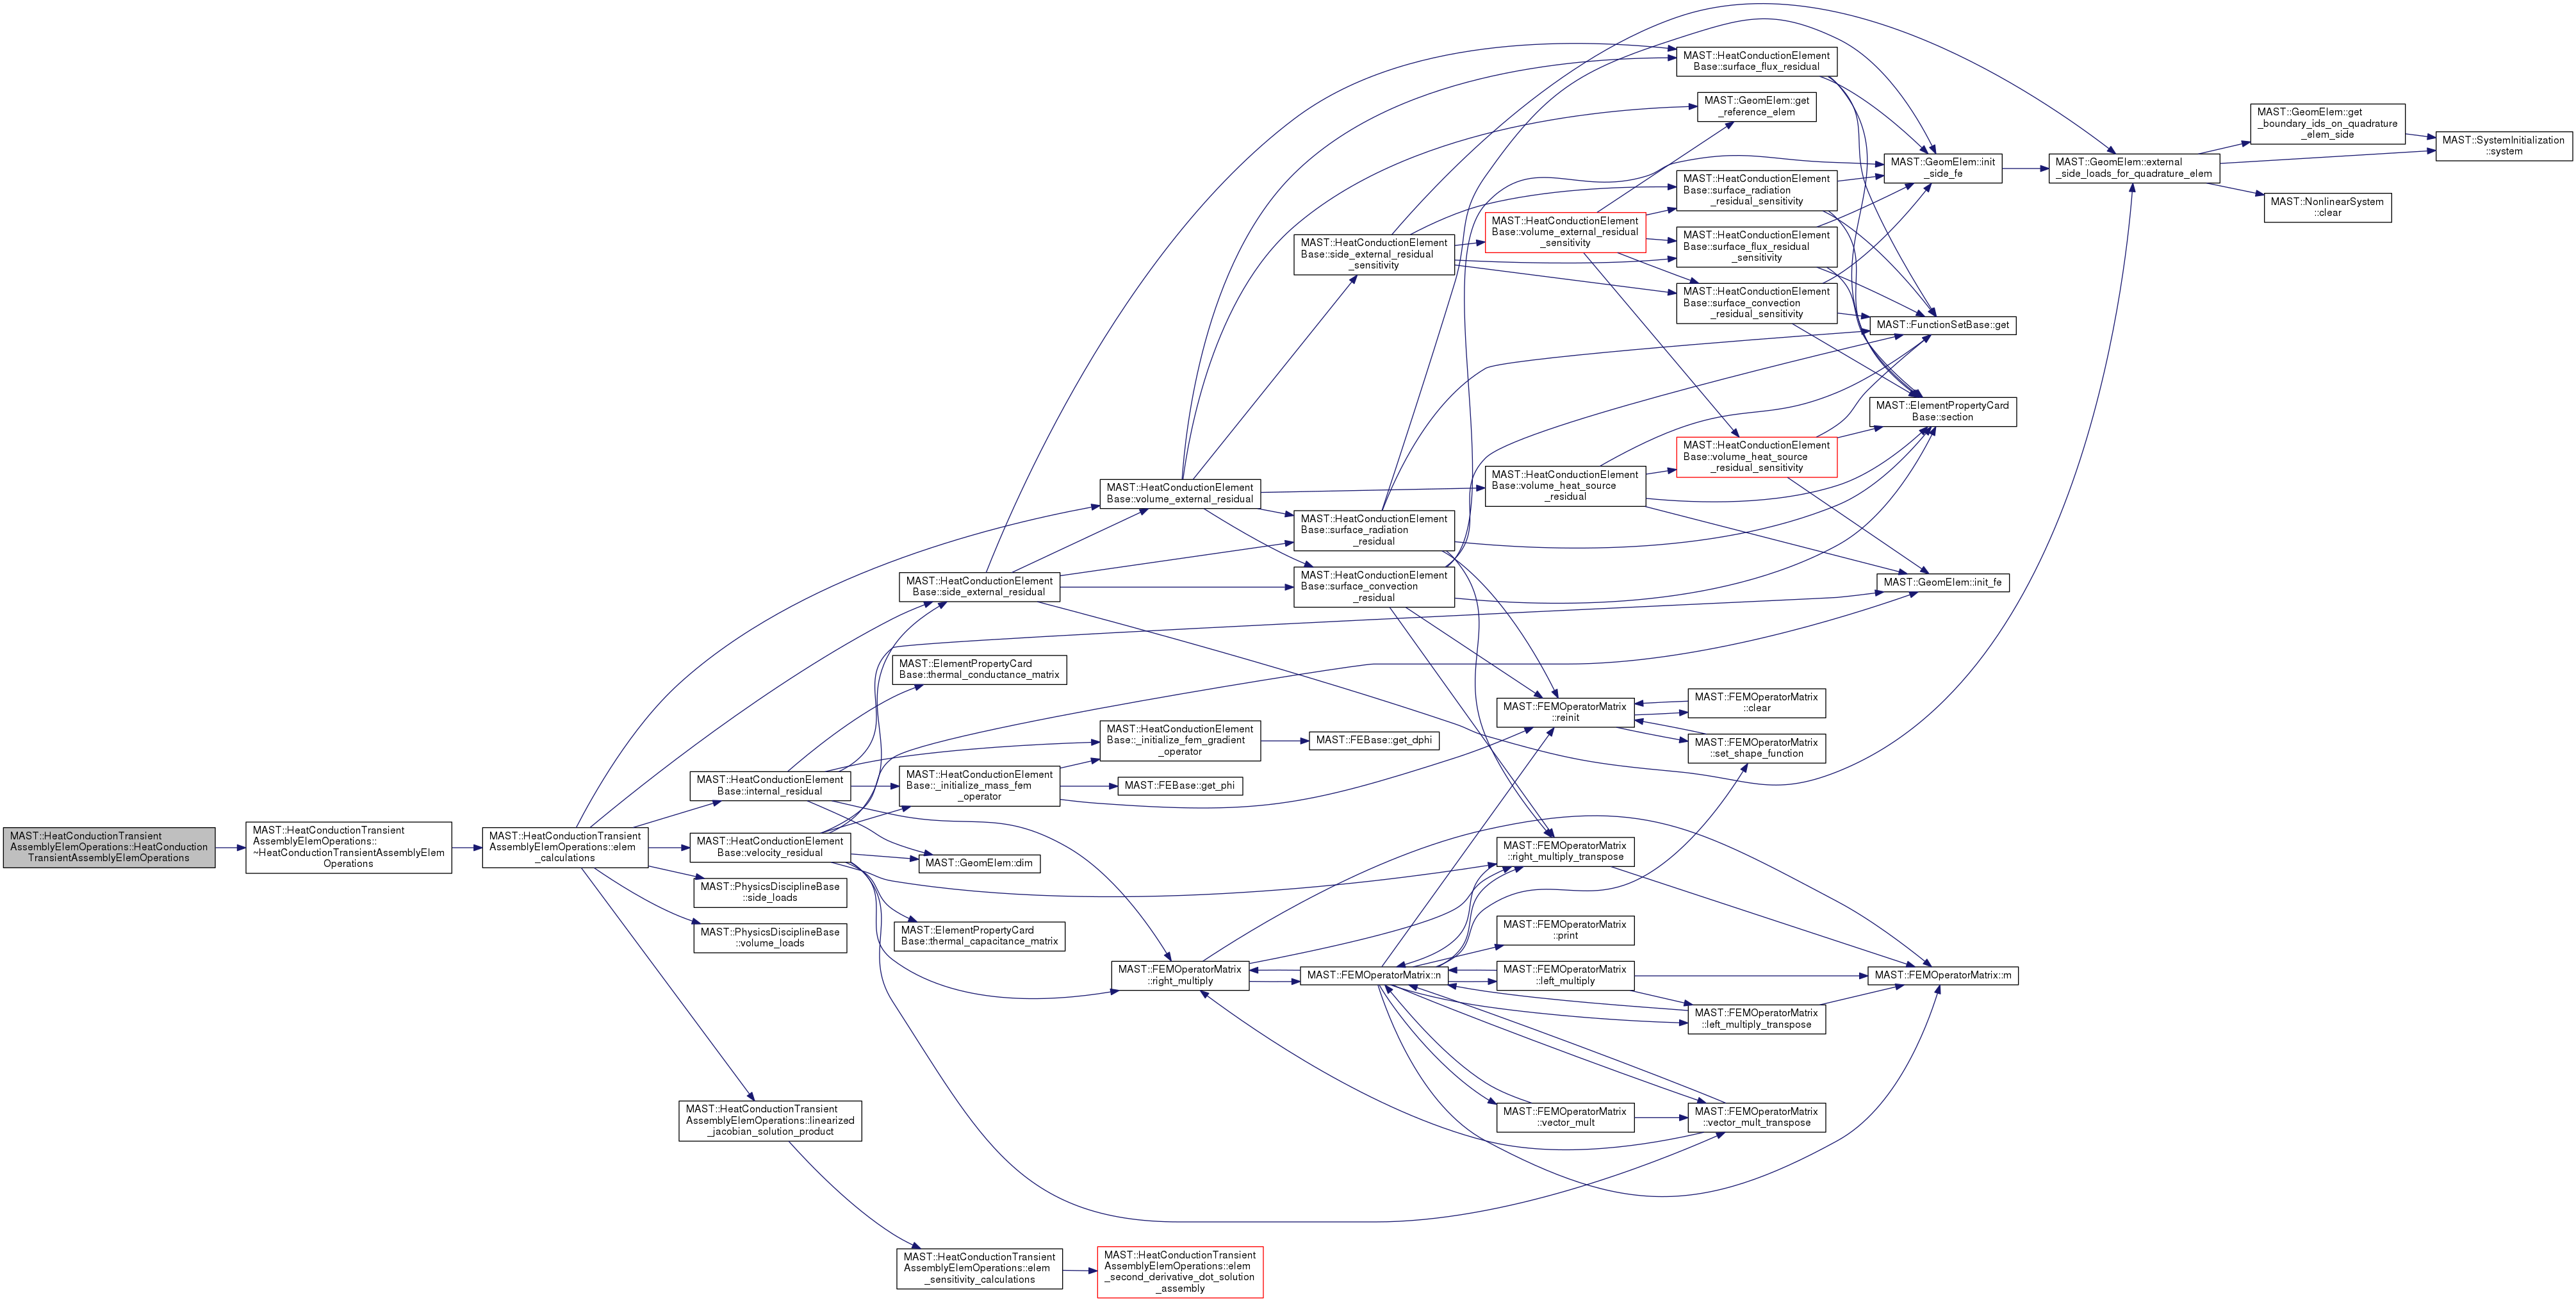 MAST::HeatConductionTransient
AssemblyElemOperations::HeatConduction
TransientAssemblyElemOperations
MAST::HeatConductionTransient
AssemblyElemOperations::
~HeatConductionTransientAssemblyElem
Operations
MAST::HeatConductionTransient
AssemblyElemOperations::elem
_calculations
MAST::HeatConductionElement
Base::internal_residual
MAST::HeatConductionElement
Base::velocity_residual
MAST::PhysicsDisciplineBase
::side_loads
MAST::PhysicsDisciplineBase
::volume_loads
MAST::HeatConductionTransient
AssemblyElemOperations::linearized
_jacobian_solution_product
MAST::HeatConductionElement
Base::side_external_residual
MAST::ElementPropertyCard
Base::thermal_conductance_matrix
MAST::HeatConductionElement
Base::_initialize_mass_fem
_operator
MAST::GeomElem::dim
MAST::ElementPropertyCard
Base::thermal_capacitance_matrix
MAST::HeatConductionTransient
AssemblyElemOperations::elem
_sensitivity_calculations
MAST::HeatConductionElement
Base::volume_external_residual
MAST::HeatConductionElement
Base::_initialize_fem_gradient
_operator
MAST::FEBase::get_phi
MAST::FEMOperatorMatrix
::right_multiply
MAST::HeatConductionTransient
AssemblyElemOperations::elem
_second_derivative_dot_solution
_assembly
MAST::HeatConductionElement
Base::side_external_residual
_sensitivity
MAST::HeatConductionElement
Base::surface_radiation
_residual
MAST::HeatConductionElement
Base::surface_convection
_residual
MAST::FEBase::get_dphi
MAST::FEMOperatorMatrix::n
MAST::HeatConductionElement
Base::volume_external_residual
_sensitivity
MAST::HeatConductionElement
Base::volume_heat_source
_residual
MAST::FEMOperatorMatrix
::reinit
MAST::FEMOperatorMatrix
::right_multiply_transpose
MAST::FEMOperatorMatrix
::print
MAST::FEMOperatorMatrix
::left_multiply
MAST::FEMOperatorMatrix
::vector_mult
MAST::HeatConductionElement
Base::surface_flux_residual
MAST::GeomElem::get
_reference_elem
MAST::HeatConductionElement
Base::surface_radiation
_residual_sensitivity
MAST::HeatConductionElement
Base::surface_flux_residual
_sensitivity
MAST::HeatConductionElement
Base::surface_convection
_residual_sensitivity
MAST::HeatConductionElement
Base::volume_heat_source
_residual_sensitivity
MAST::FEMOperatorMatrix
::clear
MAST::FEMOperatorMatrix
::set_shape_function
MAST::FEMOperatorMatrix
::left_multiply_transpose
MAST::FEMOperatorMatrix
::vector_mult_transpose
MAST::GeomElem::init
_side_fe
MAST::FunctionSetBase::get
MAST::ElementPropertyCard
Base::section
MAST::GeomElem::init_fe
MAST::FEMOperatorMatrix::m
MAST::GeomElem::external
_side_loads_for_quadrature_elem
MAST::GeomElem::get
_boundary_ids_on_quadrature
_elem_side
MAST::NonlinearSystem
::clear
MAST::SystemInitialization
::system